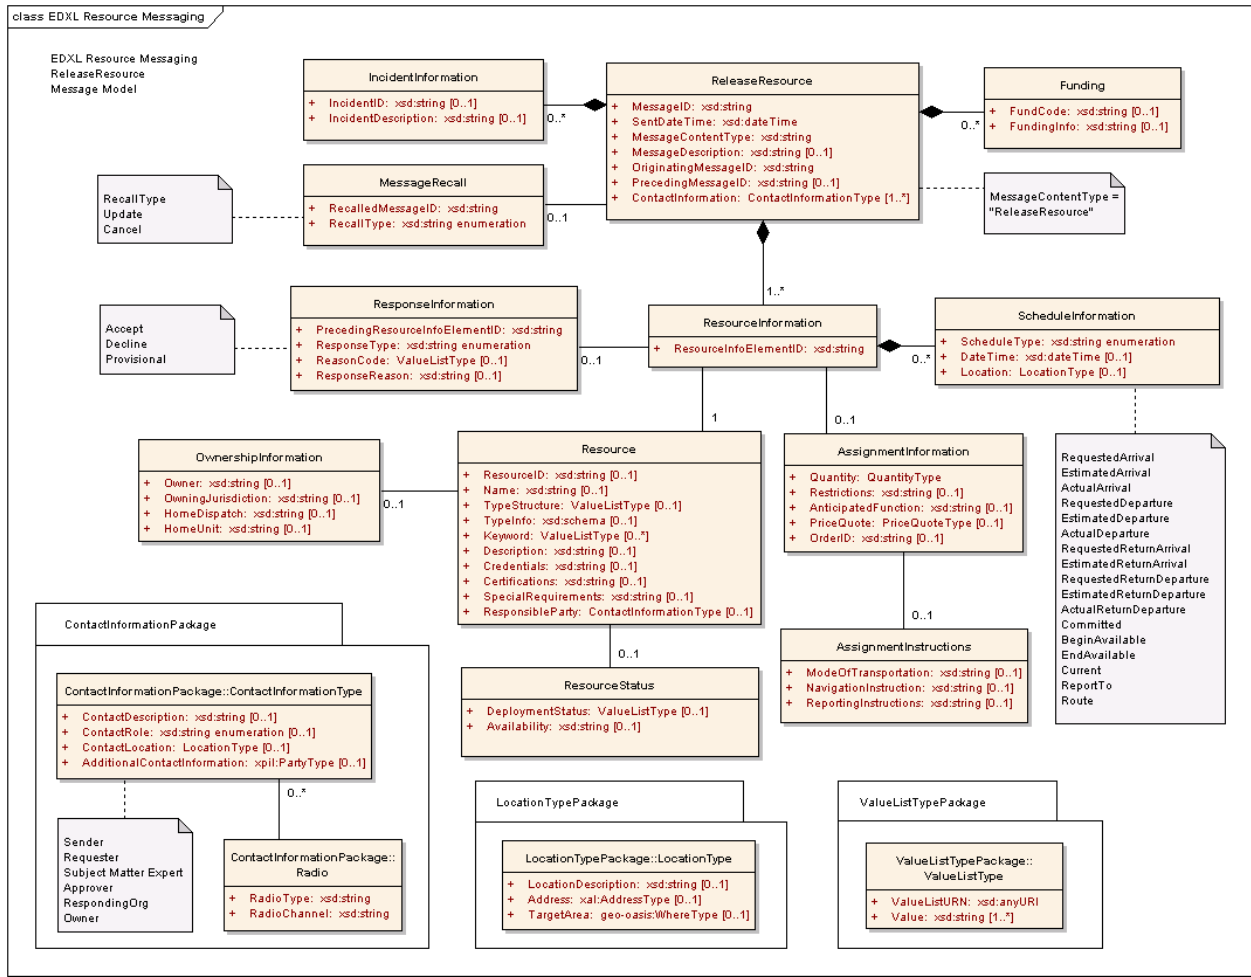 class EDXL Resource Messaging
EDXL Resource Messaging
ReleaseResource
Message Model
IncidentInformation
+ IncidentID: xsd:string [0..1]
+ IncidentDescription: xsd:string [0..1]
0..*
ReleaseResource
+ MessageID: xsd:string
+ SentDateTime: xsd:dateTime
+ MessageContentType: xsd:string
+ MessageDescription: xsd:string [0..1]
+ OriginatingMessageID: xsd:string
+ PrecedingMessageID: xsd:string [0..1]
+ ContactInformation: ContactInformationType [1..*]
Funding
+ FundCode: xsd:string [0..1]
+ FundingInfo: xsd:string [0..1]
0..*
RecallType
Update
Cancel
MessageRecall
+ RecalledMessageID: xsd:string
+ RecallType: xsd:string enumeration
0..1
MessageContentType =
"ReleaseResource"
1..*
Accept
Decline
Provisional
ResponseInformation
+ PrecedingResourceInfoElementID: xsd:string
+ ResponseType: xsd:string enumeration
+ ReasonCode: ValueListType [0..1]
+ ResponseReason: xsd:string [0..1]
0..1
ResourceInformation
+ ResourceInfoElementID: xsd:string
ScheduleInformation
+ ScheduleType: xsd:string enumeration
+ DateTime: xsd:dateTime [0..1]
+ Location: LocationType [0..1]
0..*
1
0..1
OwnershipInformation
+ Owner: xsd:string [0..1]
+ OwningJurisdiction: xsd:string [0..1]
+ HomeDispatch: xsd:string [0..1]
+ HomeUnit: xsd:string [0..1]
0..1
Resource
+ ResourceID: xsd:string [0..1]
+ Name: xsd:string [0..1]
+ TypeStructure: ValueListType [0..1]
+ TypeInfo: xsd:schema [0..1]
+ Keyword: ValueListType [0..*]
+ Description: xsd:string [0..1]
+ Credentials: xsd:string [0..1]
+ Certifications: xsd:string [0..1]
+ SpecialRequirements: xsd:string [0..1]
+ ResponsibleParty: ContactInformationType [0..1]
AssignmentInformation
+ Quantity: QuantityType
+ Restrictions: xsd:string [0..1]
+ AnticipatedFunction: xsd:string [0..1]
+ PriceQuote: PriceQuoteType [0..1]
+ OrderID: xsd:string [0..1]
RequestedArrival
EstimatedArrival
ActualArrival
RequestedDeparture
EstimatedDeparture
ActualDeparture
RequestedReturnArrival
EstimatedReturnArrival
RequestedReturnDeparture
EstimatedReturnDeparture
ActualReturnDeparture
Committed
BeginAvailable
EndAvailable
Current
ReportTo
Route
0..1
0..1
AssignmentInstructions
+ ModeOfTransportation: xsd:string [0..1]
+ NavigationInstruction: xsd:string [0..1]
+ ReportingInstructions: xsd:string [0..1]
ResourceStatus
+ DeploymentStatus: ValueListType [0..1]
+ Availability: xsd:string [0..1]
ContactInformationPackage
ContactInformationPackage::ContactInformationType
+ ContactDescription: xsd:string [0..1]
+ ContactRole: xsd:string enumeration [0..1]
+ ContactLocation: LocationType [0..1]
+ AdditionalContactInformation: xpil:PartyType [0..1]
0..*
Sender
Requester
Subject Matter Expert
Approver
RespondingOrg
Owner
ContactInformationPackage::
Radio
+ RadioType: xsd:string
+ RadioChannel: xsd:string
LocationTypePackage
LocationTypePackage::LocationType
+ LocationDescription: xsd:string [0..1]
+ Address: xal:AddressType [0..1]
+ TargetArea: geo-oasis:WhereType [0..1]
ValueListTypePackage
ValueListTypePackage::
ValueListType
+ ValueListURN: xsd:anyURI
+ Value: xsd:string [1..*]